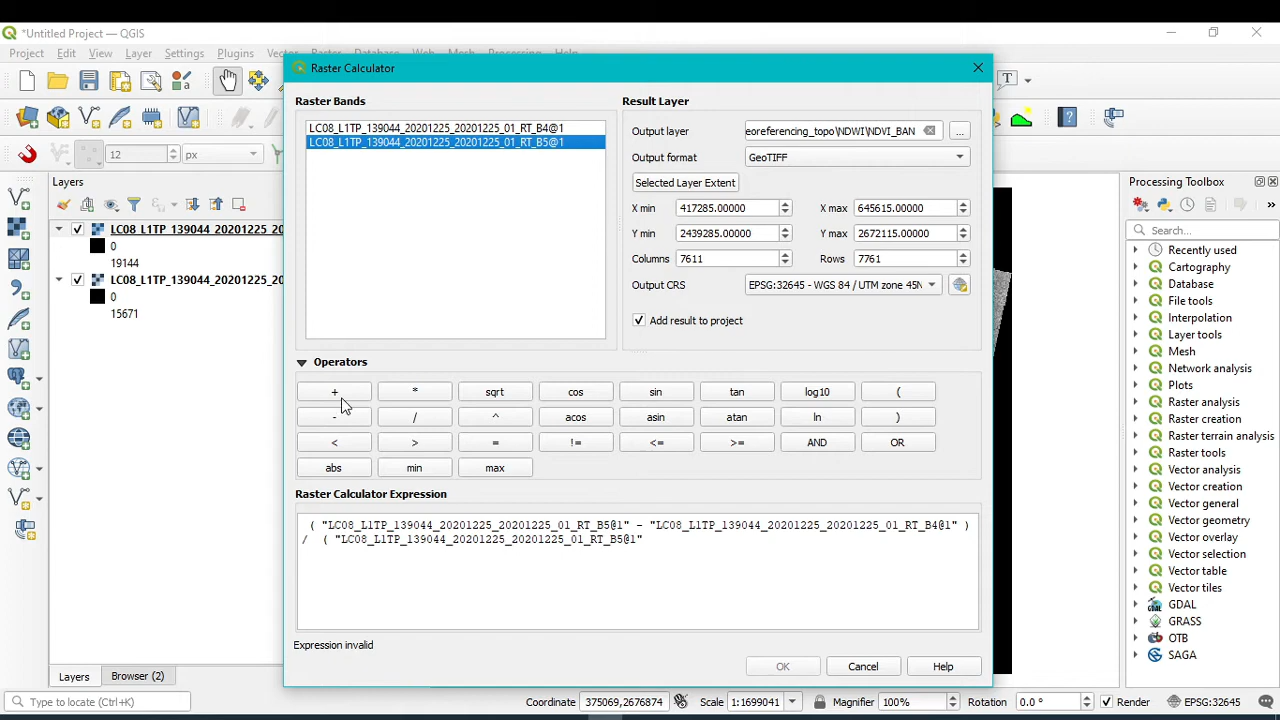 *Untitled Project — QGIS
Project Edit View Layer Settings Plugins Vector Raster Database Web Mesh Processing Help
Raster Calculator
Raster Bands
LC08_L1TP_139044_20201225_20201225_01_RT_B4@1
LC08_L1TP_139044_20201225_20201225_01_RT_B5@1
Result Layer
Output layer eoreferencing_topo\NDWI\NDVI_BAN ...
Output format GeoTIFF
Selected Layer Extent
X min 417285.00000 X max 645615.00000
Y min 2439285.00000 Y max 2672115.00000
Columns 7611 Rows 7761
Output CRS EPSG:32645 - WGS 84 / UTM zone 45N
Add result to project
Operators
+ * sqrt cos sin tan log10 (
- / ^ acos asin atan ln )
< > = != <= >= AND OR
abs min max
Raster Calculator Expression
( "LC08_L1TP_139044_20201225_20201225_01_RT_B5@1" - "LC08_L1TP_139044_20201225_20201225_01_RT_B4@1" )
/ ( "LC08_L1TP_139044_20201225_20201225_01_RT_B5@1"
Expression invalid
OK Cancel Help
12 px
T
Layers
LC08_L1TP_139044_20201225_20
0
19144
LC08_L1TP_139044_20201225_20
0
15671
Layers Browser (2)
Processing Toolbox
»
Search...
Recently used
Cartography
Database
File tools
Interpolation
Layer tools
Mesh
Network analysis
Plots
Raster analysis
Raster creation
Raster terrain analysis
Raster tools
Vector analysis
Vector creation
Vector general
Vector geometry
Vector overlay
Vector selection
Vector table
Vector tiles
GDAL
GRASS
OTB
SAGA
Type to locate (Ctrl+K) Coordinate 375069,2676874 Scale 1:1699041 Magnifier 100% Rotation 0.0 ° Render EPSG:32645